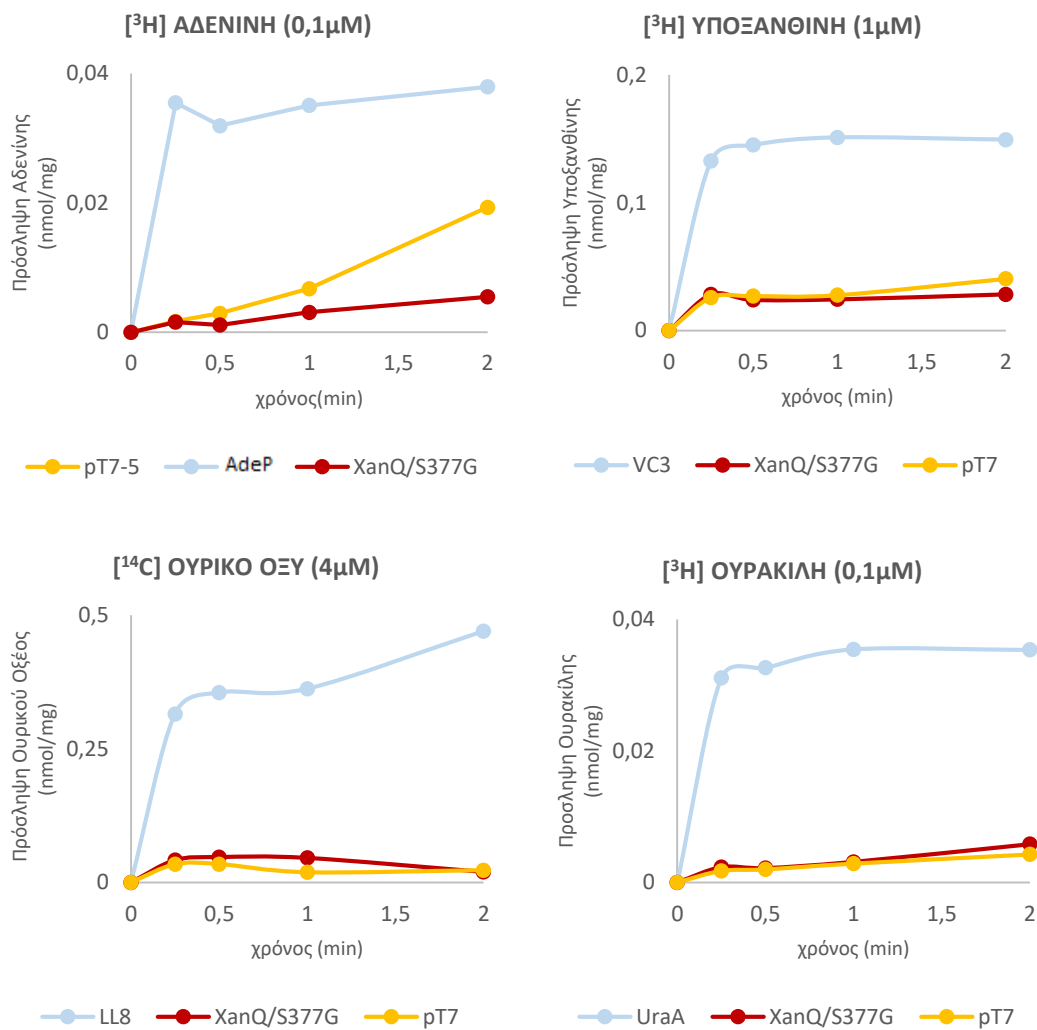 [³H] ΑΔΕΝΙΝΗ (0,1μΜ)
Πρόσληψη Αδενίνης
(nmol/mg)
0,04
0,02
0
0 0,5 1 1,5 2
χρόνος(min)
pT7-5 AdeP XanQ/S377G
[³H] ΥΠΟΞΑΝΘΙΝΗ (1μΜ)
Πρόσληψη Υποξανθίνης
(nmol/mg)
0,2
0,1
0
0 0,5 1 1,5 2
χρόνος (min)
VC3 XanQ/S377G pT7
[¹⁴C] ΟΥΡΙΚΟ ΟΞΥ (4μΜ)
Πρόσληψη Ουρικού Οξέος
(nmol/mg)
0,5
0,25
0
0 0,5 1 1,5 2
χρόνος (min)
LL8 XanQ/S377G pT7
[³H] ΟΥΡΑΚΙΛΗ (0,1μΜ)
Προσληψη Ουρακίλης
(nmol/mg)
0,04
0,02
0
0 0,5 1 1,5 2
χρόνος (min)
UraA XanQ/S377G pT7